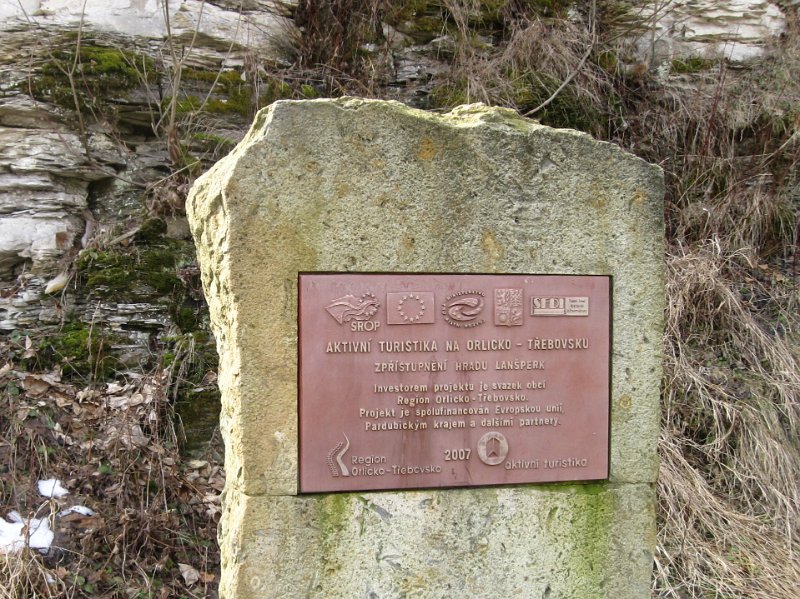 SROP
AKTIVNÍ TURISTIKA NA ORLICKO - TŘEBOVSKU
ZPŘÍSTUPNĚNÍ HRADU LANŠPERK
Investorem projektu je svazek obcí
Region Orlicko-Třebovsko.
Projekt je spolufinancován Evropskou unií,
Pardubickým krajem a dalšími partnery.
2007
Region
Orlicko-Třebovsko
aktivní turistika